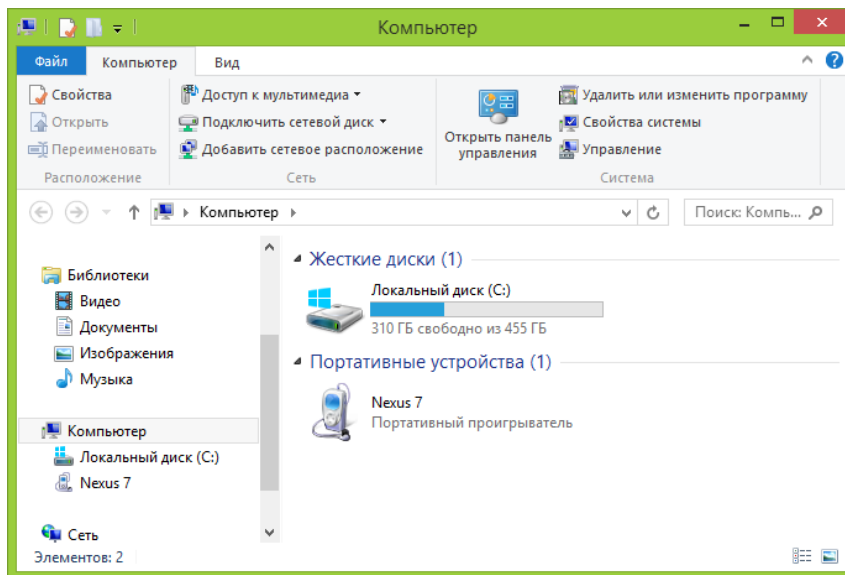 Компьютер
Файл Компьютер Вид
Свойства
Открыть
Переименовать
Расположение
Доступ к мультимедиа
Подключить сетевой диск
Добавить сетевое расположение
Сеть
Открыть панель
управления
Удалить или изменить программу
Свойства системы
Управление
Система
Компьютер
Поиск: Компь...
Библиотеки
Видео
Документы
Изображения
Музыка
Компьютер
Локальный диск (C:)
Nexus 7
Сеть
Жесткие диски (1)
Локальный диск (C:)
310 ГБ свободно из 455 ГБ
Портативные устройства (1)
Nexus 7
Портативный проигрыватель
Элементов: 2